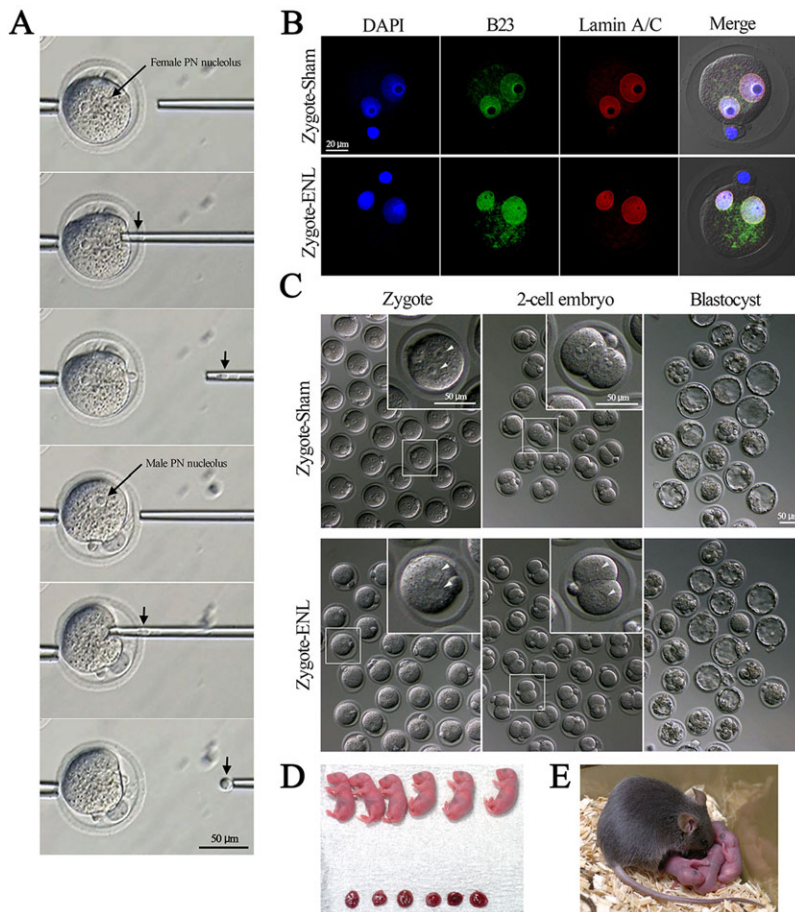 A
Female PN nucleolus
Male PN nucleolus
50 µm
B
DAPI
B23
Lamin A/C
Merge
Zygote-Sham
20 µm
Zygote-ENL
C
Zygote
2-cell embryo
Blastocyst
Zygote-Sham
50 µm
50 µm
50 µm
Zygote-ENL
D
E